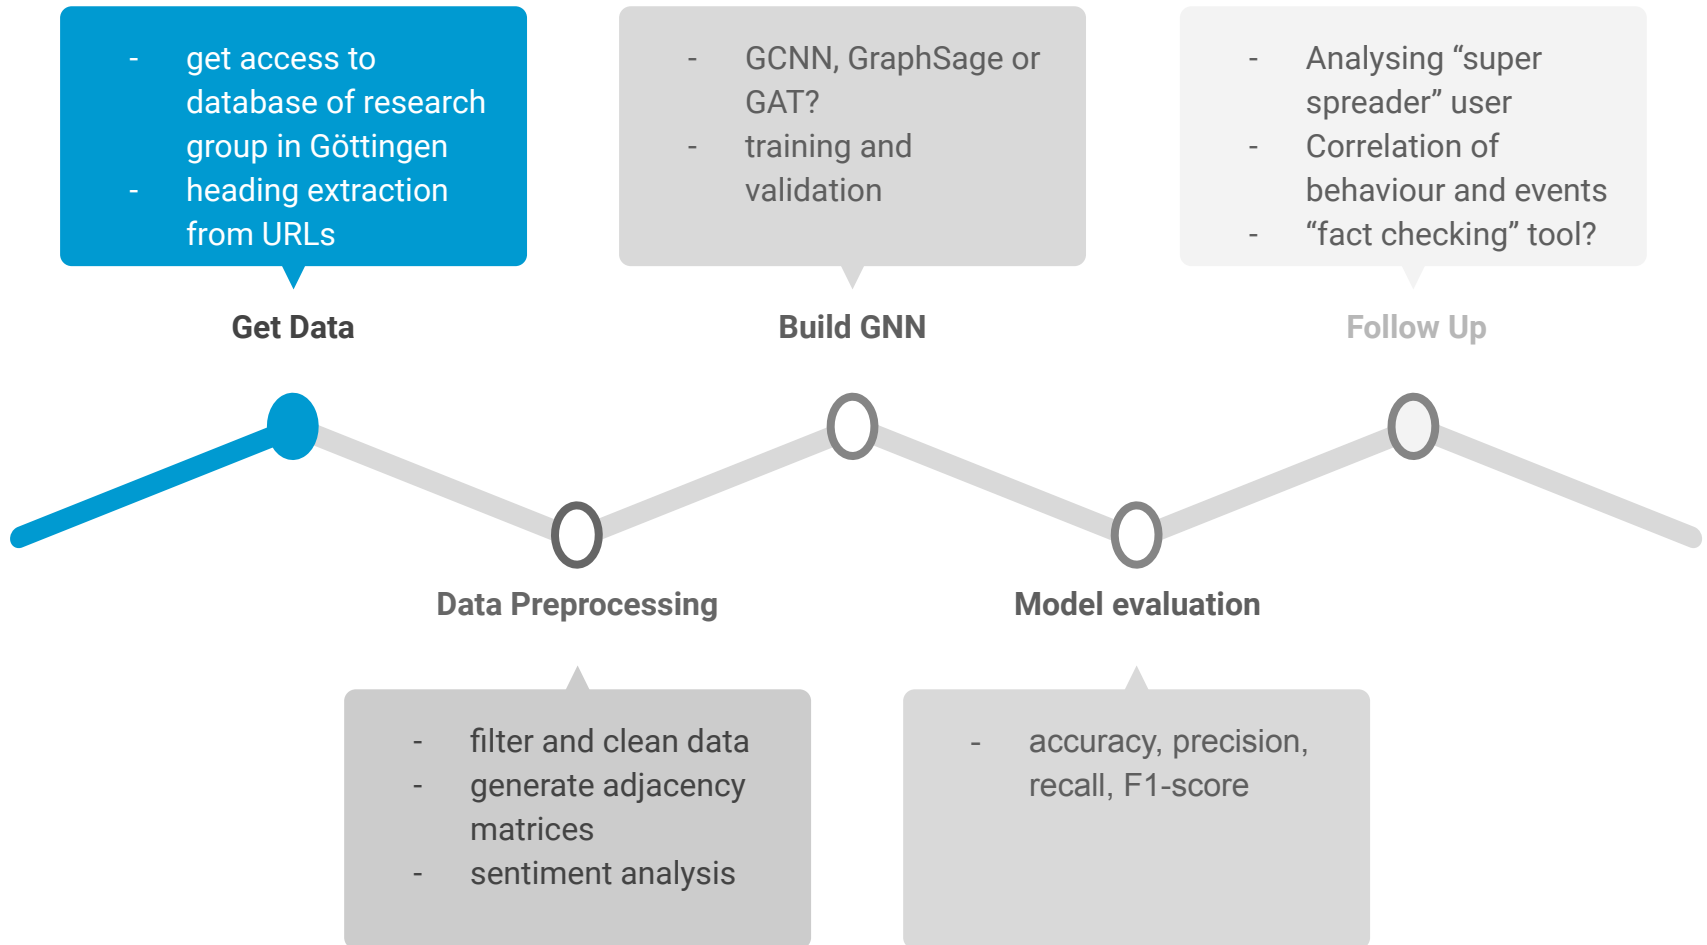 - get access to
database of research
group in Göttingen
- heading extraction
from URLs
Get Data
- GCNN, GraphSage or
GAT?
- training and
validation
Build GNN
- Analysing “super
spreader” user
- Correlation of
behaviour and events
- “fact checking” tool?
Follow Up
Data Preprocessing
- filter and clean data
- generate adjacency
matrices
- sentiment analysis
Model evaluation
- accuracy, precision,
recall, F1-score